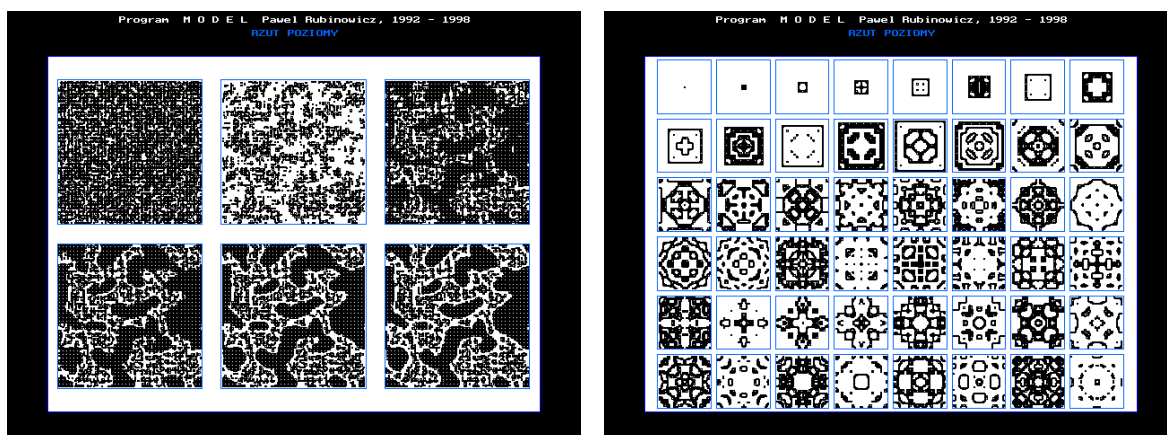 Program M O D E L Pawel Rubinowicz, 1992 - 1998
RZUT POZIOMY
Program M O D E L Pawel Rubinowicz, 1992 - 1998
RZUT POZIOMY